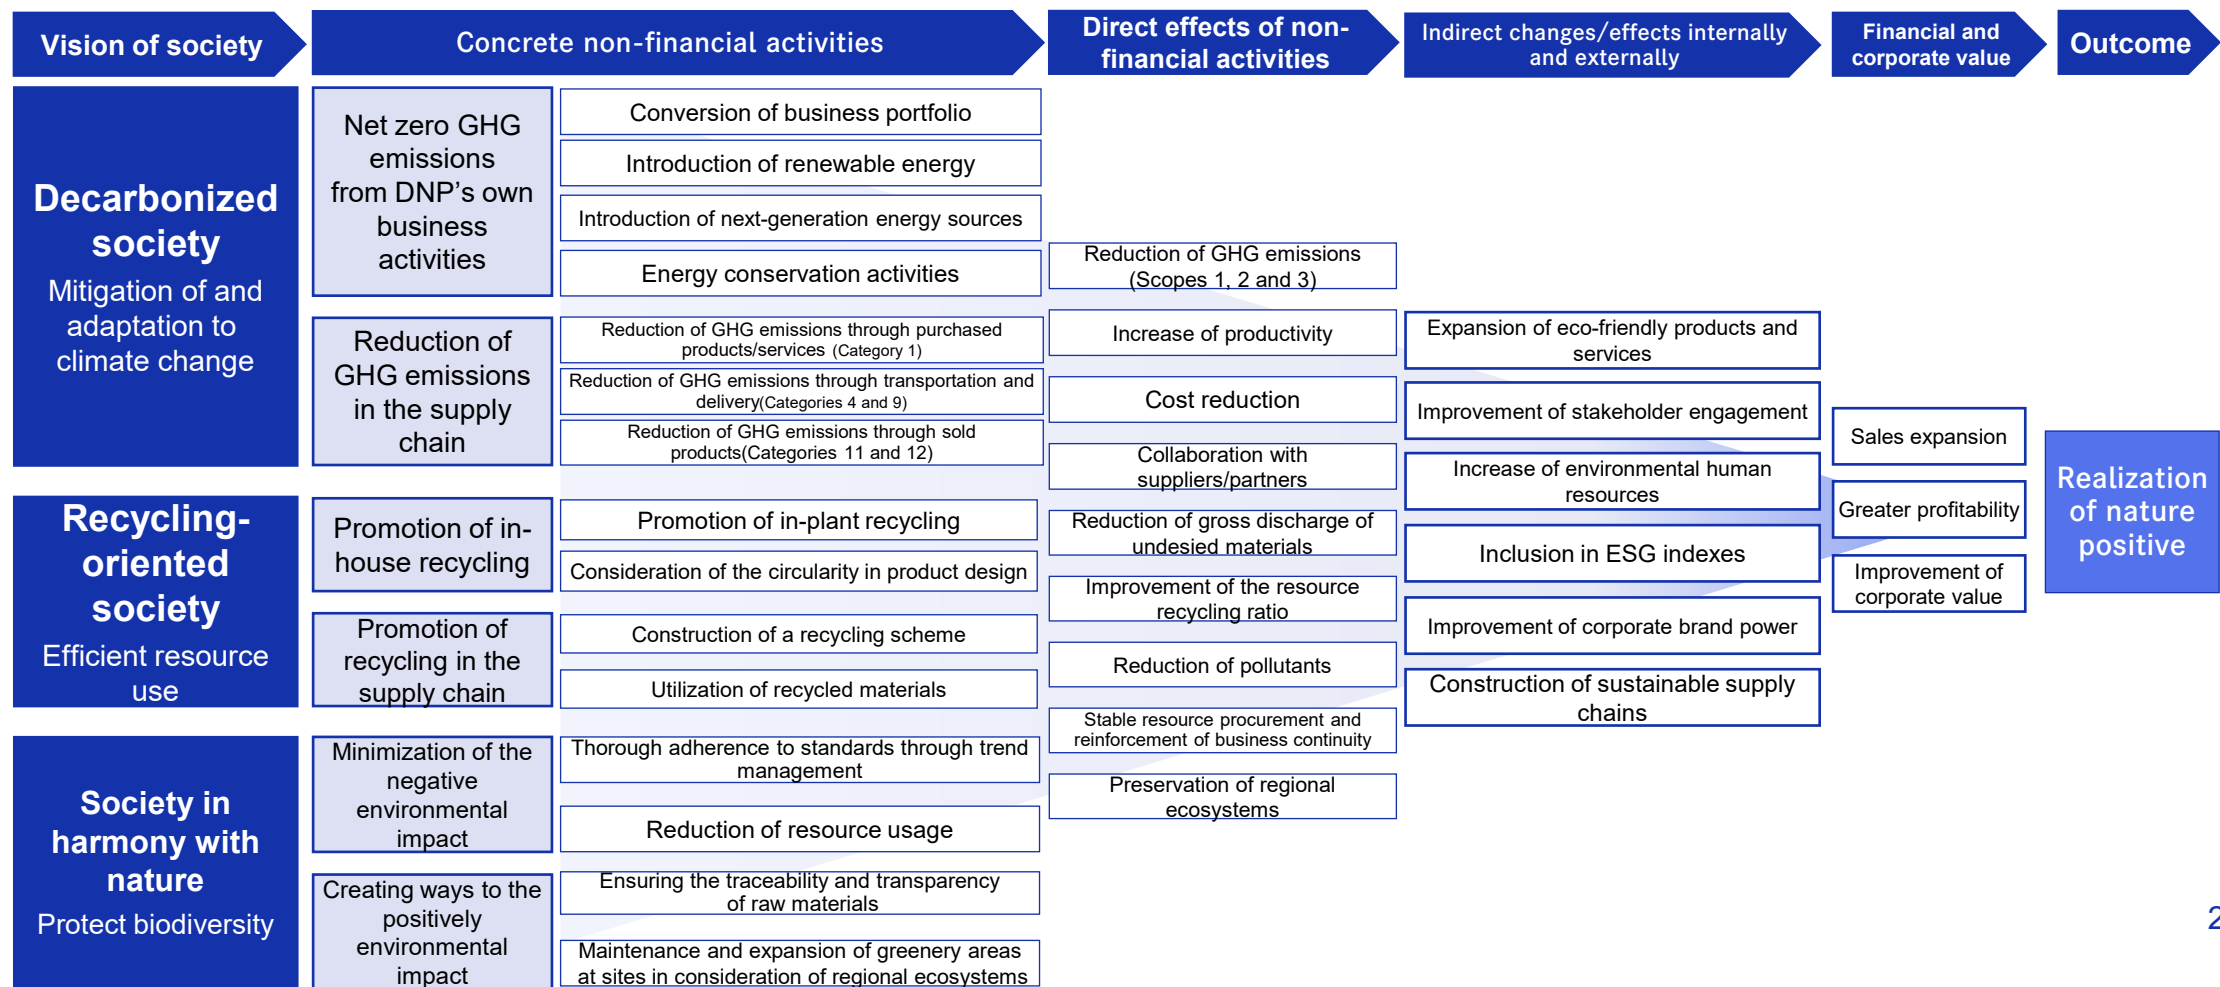 Vision of society
Concrete non-financial activities
Direct effects of non-
financial activities
Indirect changes/effects internally
and externally
Financial and
corporate value
Outcome
Decarbonized
society
Mitigation of and
adaptation to
climate change
Net zero GHG
emissions
from DNP’s own
business
activities
Conversion of business portfolio
Introduction of renewable energy
Introduction of next-generation energy sources
Energy conservation activities
Reduction of
GHG emissions
in the supply
chain
Reduction of GHG emissions through purchased
products/services (Category 1)
Reduction of GHG emissions through transportation and
delivery(Categories 4 and 9)
Reduction of GHG emissions through sold
products(Categories 11 and 12)
Recycling-
oriented
society
Efficient resource
use
Promotion of in-
house recycling
Promotion of in-plant recycling
Consideration of the circularity in product design
Promotion of
recycling in the
supply chain
Construction of a recycling scheme
Utilization of recycled materials
Society in
harmony with
nature
Protect biodiversity
Minimization of the
negative
environmental
impact
Thorough adherence to standards through trend
management
Reduction of resource usage
Creating ways to the
positively
environmental
impact
Ensuring the traceability and transparency
of raw materials
Maintenance and expansion of greenery areas
at sites in consideration of regional ecosystems
Reduction of GHG emissions
(Scopes 1, 2 and 3)
Increase of productivity
Cost reduction
Collaboration with
suppliers/partners
Reduction of gross discharge of
undesied materials
Improvement of the resource
recycling ratio
Reduction of pollutants
Stable resource procurement and
reinforcement of business continuity
Preservation of regional
ecosystems
Expansion of eco-friendly products and
services
Improvement of stakeholder engagement
Increase of environmental human
resources
Inclusion in ESG indexes
Improvement of corporate brand power
Construction of sustainable supply
chains
Sales expansion
Greater profitability
Improvement of
corporate value
Realization
of nature
positive
2